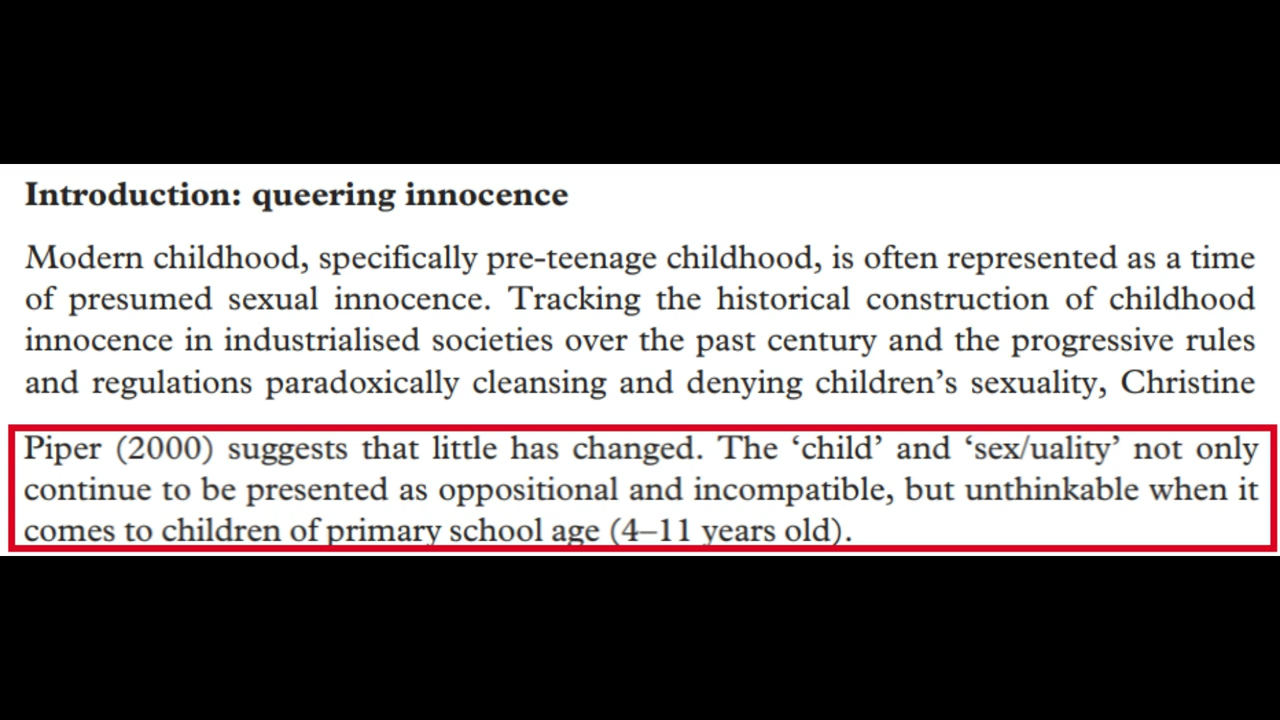 Introduction: queering innocence
Modern childhood, specifically pre-teenage childhood, is often represented as a time
of presumed sexual innocence. Tracking the historical construction of childhood
innocence in industrialised societies over the past century and the progressive rules
and regulations paradoxically cleansing and denying children’s sexuality, Christine
Piper (2000) suggests that little has changed. The ‘child’ and ‘sex/uality’ not only
continue to be presented as oppositional and incompatible, but unthinkable when it
comes to children of primary school age (4–11 years old).